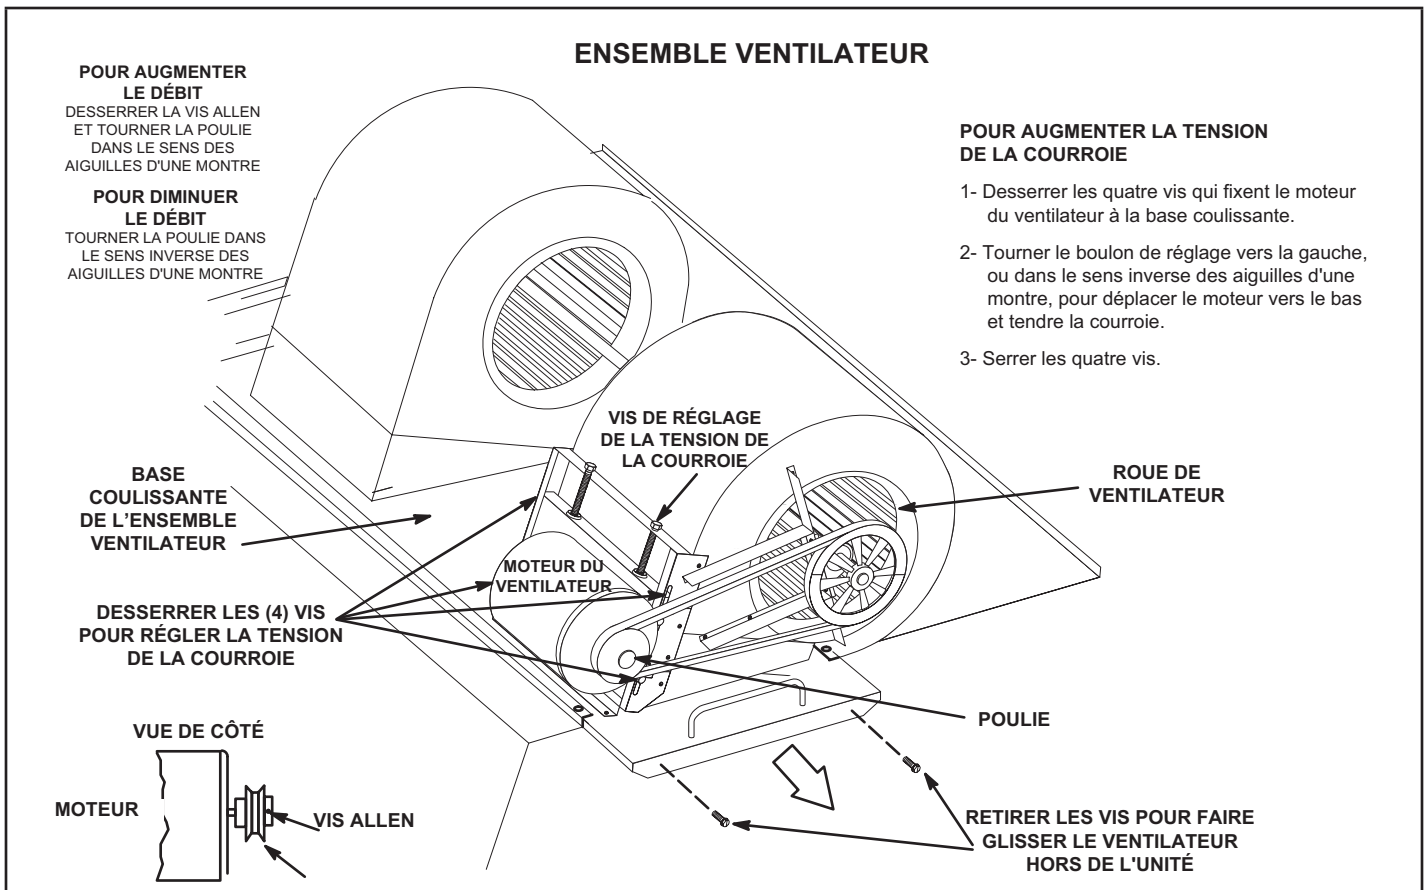 ENSEMBLE VENTILATEUR
POUR AUGMENTER
LE DÉBIT
DESSERRER LA VIS ALLEN
ET TOURNER LA POULIE
DANS LE SENS DES
AIGUILLES D'UNE MONTRE
POUR DIMINUER
LE DÉBIT
TOURNER LA POULIE DANS
LE SENS INVERSE DES
AIGUILLES D'UNE MONTRE
POUR AUGMENTER LA TENSION
DE LA COURROIE
1- Desserrer les quatre vis qui fixent le moteur
du ventilateur à la base coulissante.
2- Tourner le boulon de réglage vers la gauche,
ou dans le sens inverse des aiguilles d'une
montre, pour déplacer le moteur vers le bas
et tendre la courroie.
3- Serrer les quatre vis.
VIS DE RÉGLAGE
DE LA TENSION DE
LA COURROIE
BASE
COULISSANTE
DE L’ENSEMBLE
VENTILATEUR
ROUE DE
VENTILATEUR
MOTEUR DU
VENTILATEUR
DESSERRER LES (4) VIS
POUR RÉGLER LA TENSION
DE LA COURROIE
POULIE
VUE DE CÔTÉ
MOTEUR
VIS ALLEN
RETIRER LES VIS POUR FAIRE
GLISSER LE VENTILATEUR
HORS DE L'UNITÉ